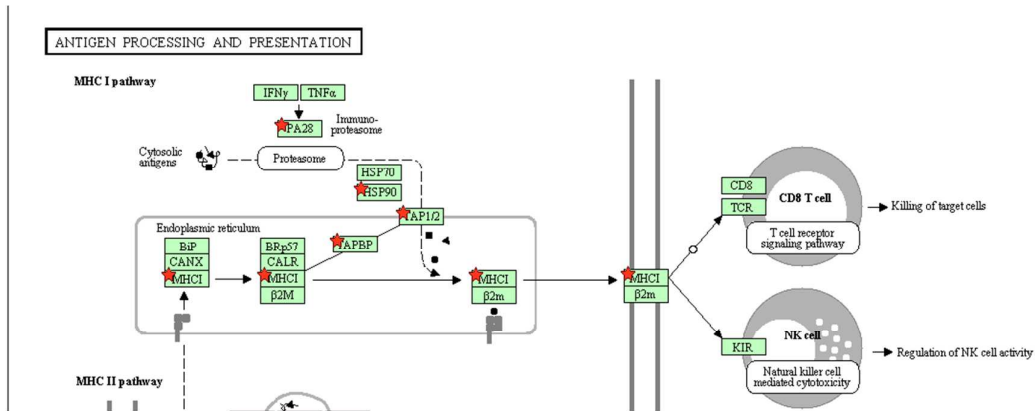 ANTIGEN PROCESSING AND PRESENTATION
MHC I pathway
IFNγ
TNFα
PA28
Immuno-
proteasome
Cytosolic
antigens
Proteasome
HSP70
HSP90
TAP1/2
Endoplasmic reticulum
TAPBP
BiP
CANX
MHCI
BRp57
CALR
MHCI
β2M
MHCI
β2m
MHCI
β2m
CD8
TCR
CD8 T cell
T cell receptor
signaling pathway
Killing of target cells
KIR
NK cell
Natural killer cell
mediated cytotoxicity
Regulation of NK cell activity
MHC II pathway